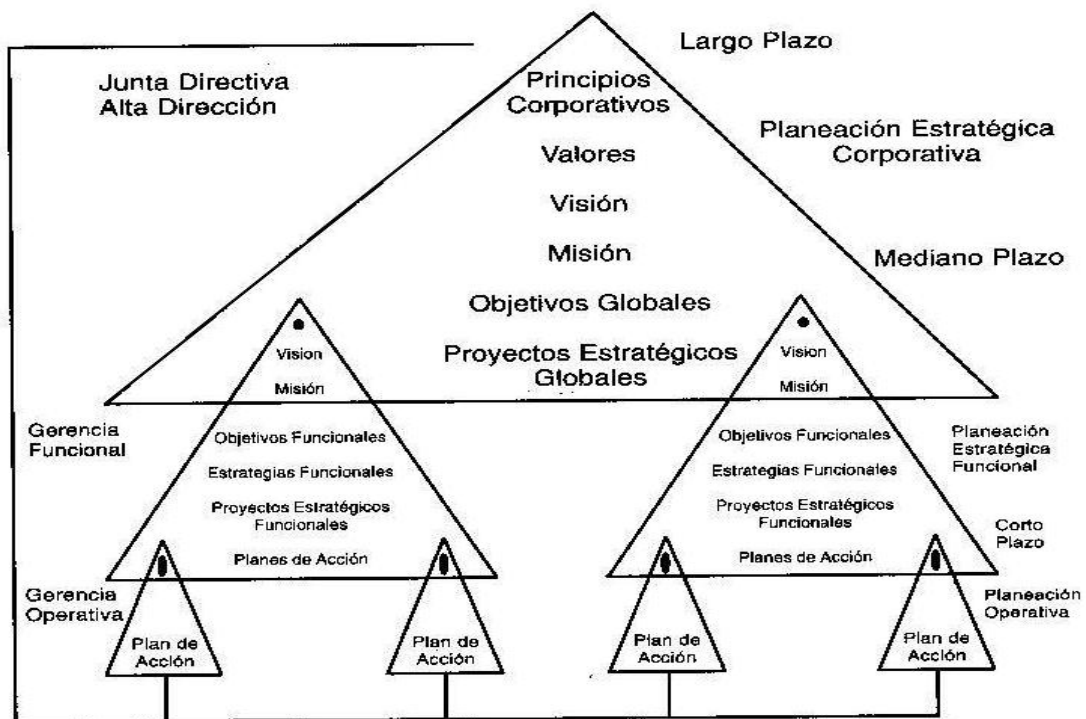 Largo Plazo
Junta Directiva
Alta Dirección
Principios
Corporativos
Planeación Estratégica
Corporativa
Valores
Visión
Misión
Mediano Plazo
Objetivos Globales
Proyectos Estratégicos
Globales
Vision
Misión
Vision
Misión
Gerencia
Funcional
Objetivos Funcionales
Estrategias Funcionales
Proyectos Estratégicos
Funcionales
Planes de Acción
Objetivos Funcionales
Estrategias Funcionales
Proyectos Estratégicos
Funcionales
Planes de Acción
Planeación
Estratégica
Funcional
Corto
Plazo
Gerencia
Operativa
Planeación
Operativa
Plan de
Acción
Plan de
Acción
Plan de
Acción
Plan de
Acción